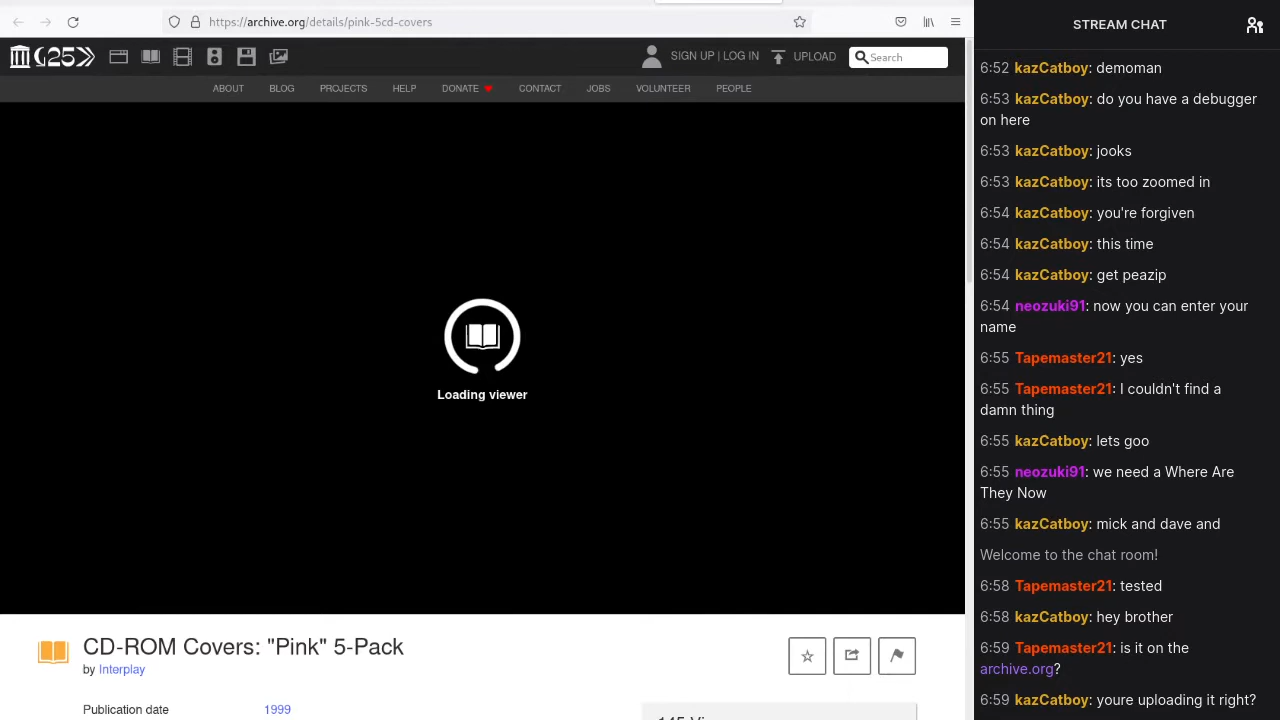 https://archive.org/details/pink-5cd-covers
25
SIGN UP | LOG IN
UPLOAD
Search
ABOUT
BLOG
PROJECTS
HELP
DONATE
CONTACT
JOBS
VOLUNTEER
PEOPLE
Loading viewer
CD-ROM Covers: "Pink" 5-Pack
by Interplay
Publication date
1999
STREAM CHAT
6:52 kazCatboy: demoman
6:53 kazCatboy: do you have a debugger
on here
6:53 kazCatboy: jooks
6:53 kazCatboy: its too zoomed in
6:54 kazCatboy: you're forgiven
6:54 kazCatboy: this time
6:54 kazCatboy: get peazip
6:54 neozuki91: now you can enter your
name
6:55 Tapemaster21: yes
6:55 Tapemaster21: I couldn't find a
damn thing
6:55 kazCatboy: lets goo
6:55 neozuki91: we need a Where Are
They Now
6:55 kazCatboy: mick and dave and
Welcome to the chat room!
6:58 Tapemaster21: tested
6:58 kazCatboy: hey brother
6:59 Tapemaster21: is it on the
archive.org?
6:59 kazCatboy: youre uploading it right?